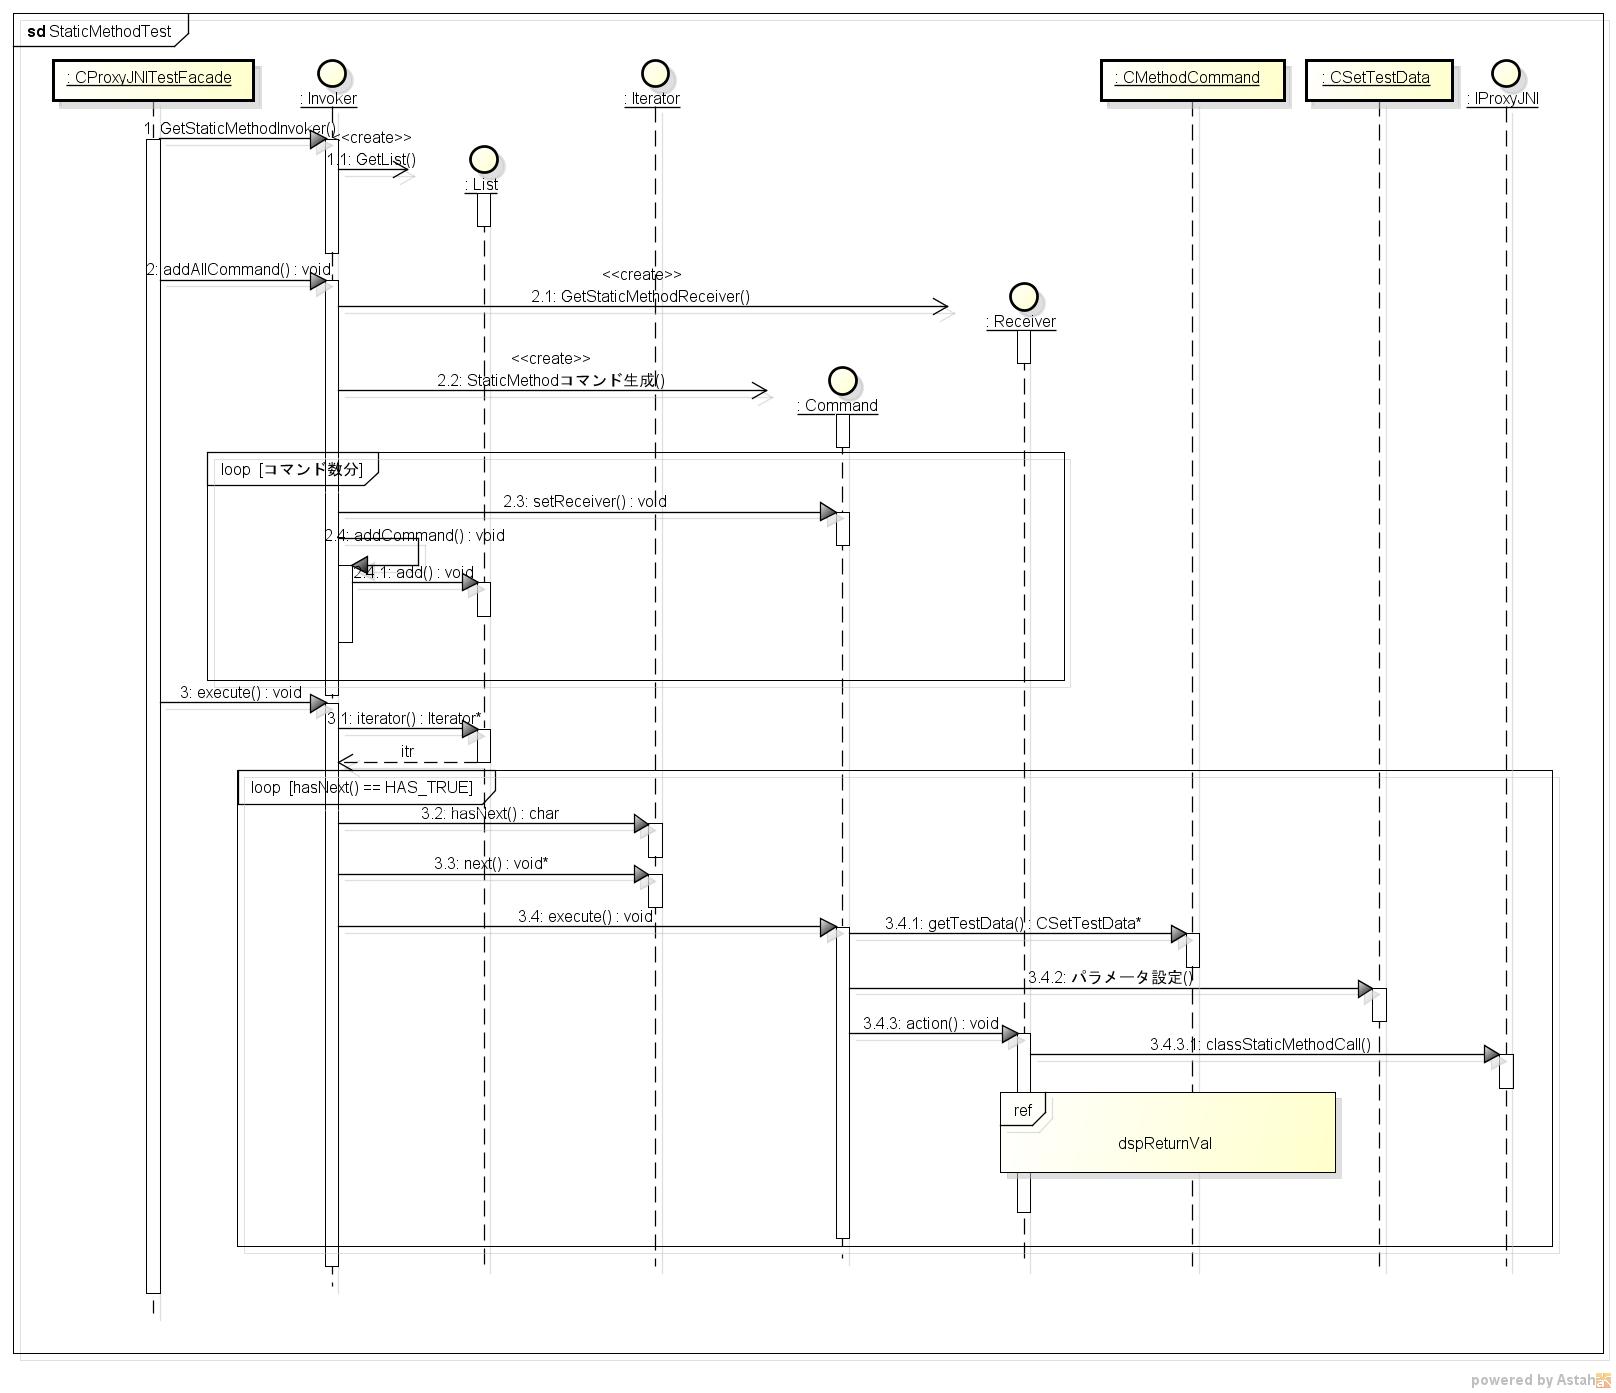 sd StaticMethodTest
: CProxyJNITestFacade
: Invoker
: Iterator
: CMethodCommand
: CSetTestData
: IProxyJNI
1: GetStaticMethodInvoker()
<<create>>
1.1: GetList()
: List
2: addAllCommand() : void
<<create>>
2.1: GetStaticMethodReceiver()
: Receiver
<<create>>
2.2: StaticMethodコマンド生成()
: Command
loop [コマンド数分]
2.3: setReceiver() : void
2.4: addCommand() : void
2.4.1: add() : void
3: execute() : void
3.1: iterator() : Iterator*
itr
loop [hasNext() == HAS_TRUE]
3.2: hasNext() : char
3.3: next() : void*
3.4: execute() : void
3.4.1: getTestData() : CSetTestData*
3.4.2: パラメータ設定()
3.4.3: action() : void
3.4.3.1: classStaticMethodCall()
ref
dspReturnVal
powered by Astah